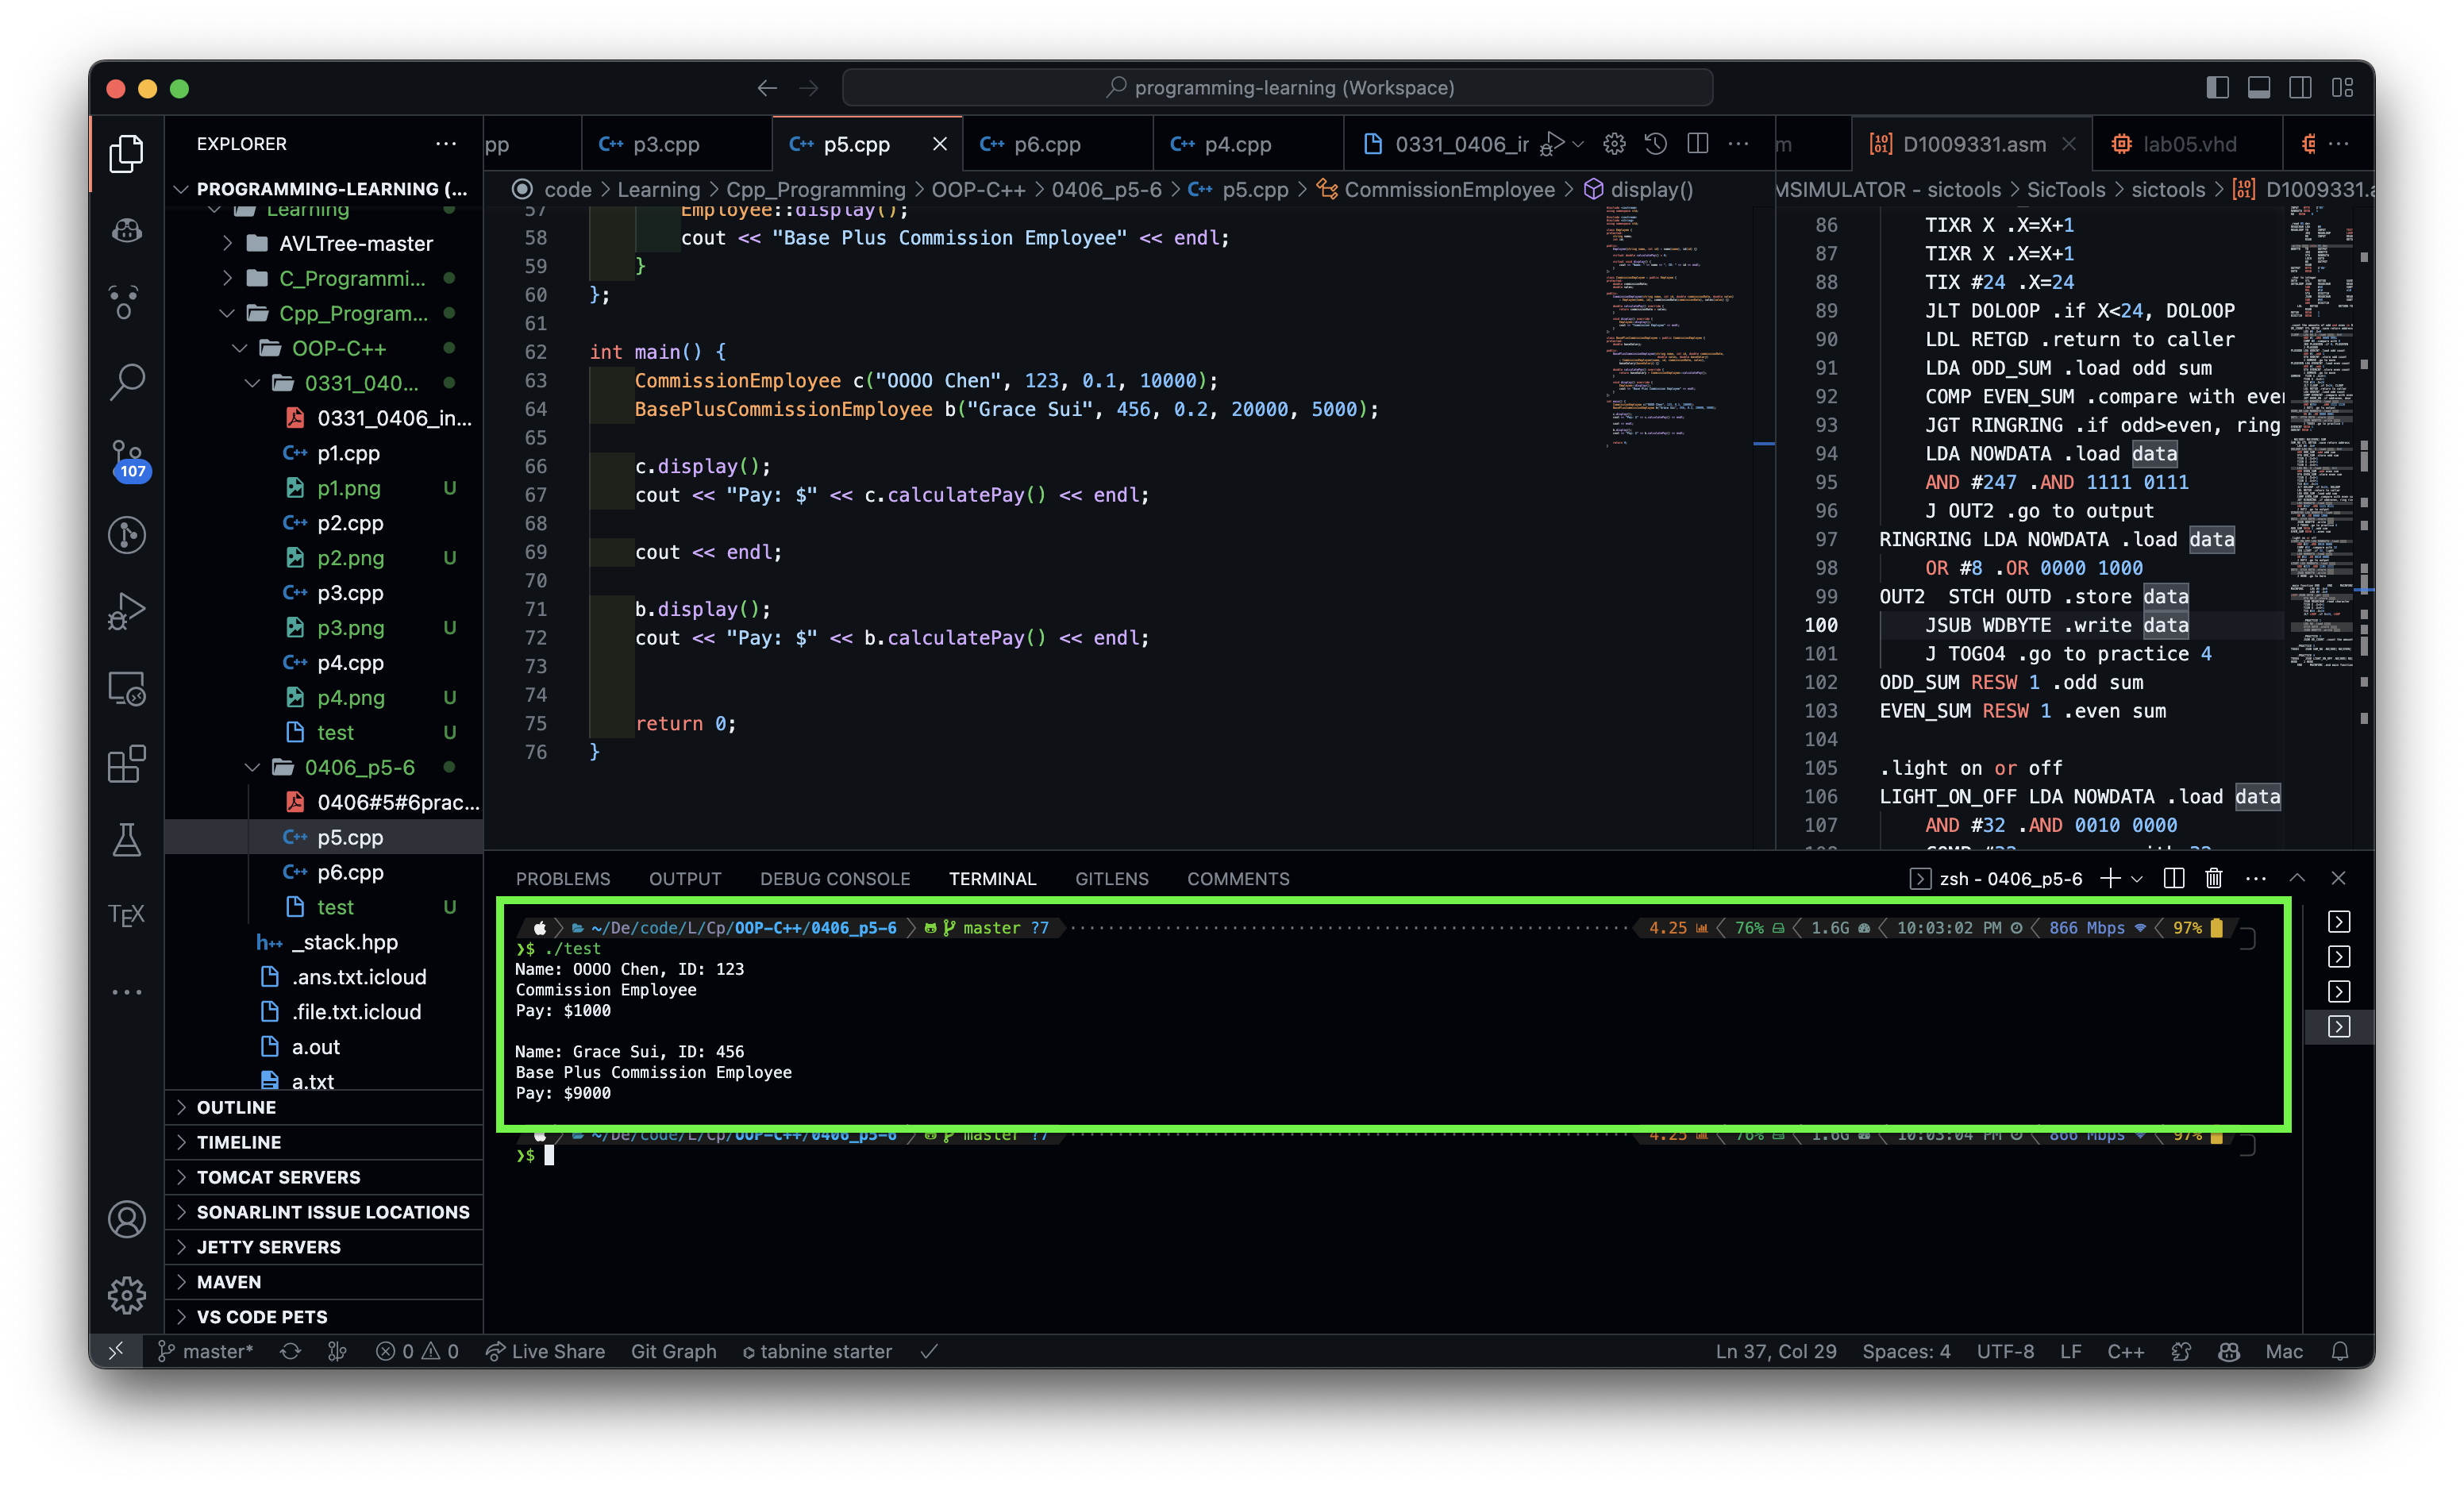 programming-learning (Workspace)
EXPLORER
PROGRAMMING-LEARNING (...
Learning
AVLTree-master
C_Programmi...
Cpp_Program...
OOP-C++
0331_040...
0331_0406_in...
p1.cpp
p1.png U
p2.cpp
p2.png U
p3.cpp
p3.png U
p4.cpp
p4.png U
test U
0406_p5-6
0406#5#6prac...
p5.cpp
p6.cpp
test U
_stack.hpp
.ans.txt.icloud
.file.txt.icloud
a.out
a.txt
OUTLINE
TIMELINE
TOMCAT SERVERS
SONARLINT ISSUE LOCATIONS
JETTY SERVERS
MAVEN
VS CODE PETS
107
TEX
pp
p3.cpp
p5.cpp
p6.cpp
p4.cpp
0331_0406_ir
code > Learning > Cpp_Programming > OOP-C++ > 0406_p5-6 > p5.cpp > CommissionEmployee > display()
57 Employee::display();
58 cout << "Base Plus Commission Employee" << endl;
59 }
60 };
61
62 int main() {
63 CommissionEmployee c("OOOO Chen", 123, 0.1, 10000);
64 BasePlusCommissionEmployee b("Grace Sui", 456, 0.2, 20000, 5000);
65
66 c.display();
67 cout << "Pay: $" << c.calculatePay() << endl;
68
69 cout << endl;
70
71 b.display();
72 cout << "Pay: $" << b.calculatePay() << endl;
73
74
75 return 0;
76 }
m
D1009331.asm
lab05.vhd
MSIMULATOR - sictools > SicTools > sictools > D1009331.a
86 TIXR X .X=X+1
87 TIXR X .X=X+1
88 TIX #24 .X=24
89 JLT DOLOOP .if X<24, DOLOOP
90 LDL RETGD .return to caller
91 LDA ODD_SUM .load odd sum
92 COMP EVEN_SUM .compare with eve
93 JGT RINGRING .if odd>even, ring
94 LDA NOWDATA .load data
95 AND #247 .AND 1111 0111
96 J OUT2 .go to output
97 RINGRING LDA NOWDATA .load data
98 OR #8 .OR 0000 1000
99 OUT2 STCH OUTD .store data
100 JSUB WDBYTE .write data
101 J TOGO4 .go to practice 4
102 ODD_SUM RESW 1 .odd sum
103 EVEN_SUM RESW 1 .even sum
104
105 .light on or off
106 LIGHT_ON_OFF LDA NOWDATA .load data
107 AND #32 .AND 0010 0000
PROBLEMS OUTPUT DEBUG CONSOLE TERMINAL GITLENS COMMENTS
zsh - 0406_p5-6
~/De/code/L/Cp/OOP-C++/0406_p5-6 master ?7 4.25 76% 1.6G 10:03:02 PM 866 Mbps 97%
❯$ ./test
Name: OOOO Chen, ID: 123
Commission Employee
Pay: $1000
Name: Grace Sui, ID: 456
Base Plus Commission Employee
Pay: $9000
~/De/code/L/Cp/OOP-C++/0406_p5-6 master ?7 4.25 76% 1.6G 10:03:04 PM 866 Mbps 97%
❯$
master* 0 0 Live Share Git Graph tabnine starter
Ln 37, Col 29 Spaces: 4 UTF-8 LF C++ Mac